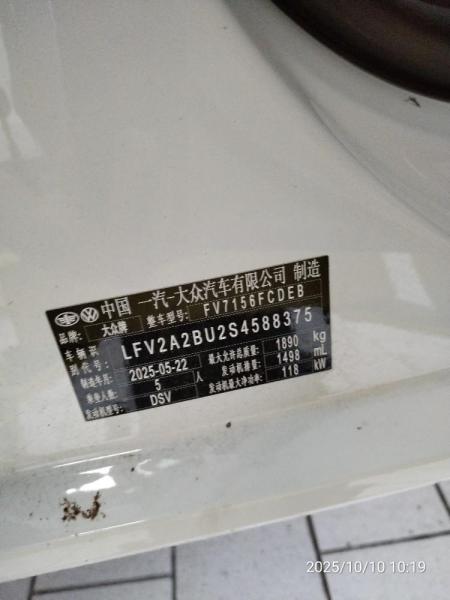 中国 一汽-大众汽车有限公司 制造
品牌: 大众牌 整车型号: FV7156FCDEB
车辆识别代号: LFV2A2BU2S4588375
制造年月: 2025-05-22 最大允许总质量: 1890 kg
乘坐人数: 5 人 发动机排量: 1498 mL
发动机型号: DSV 发动机最大净功率: 118 kW
2025/10/10 10:19